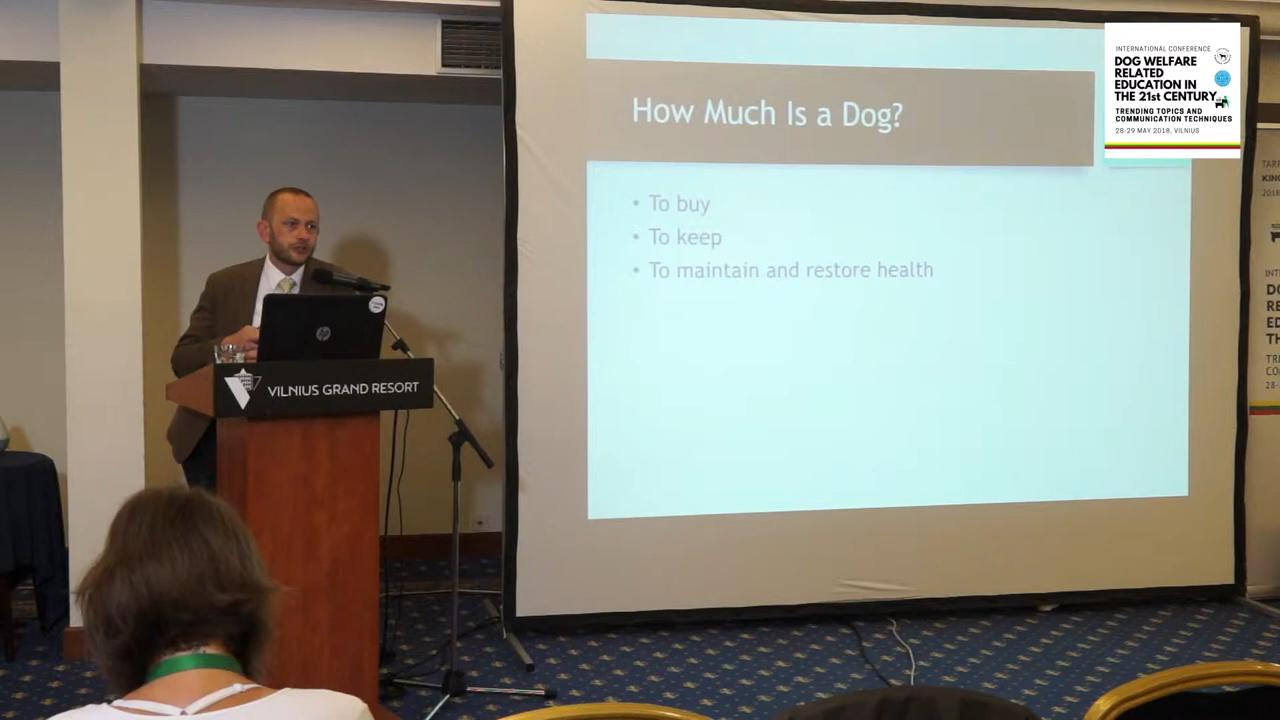 INTERNATIONAL CONFERENCE
DOG WELFARE
RELATED
EDUCATION IN
THE 21st CENTURY
TRENDING TOPICS AND
COMMUNICATION TECHNIQUES
28-29 MAY 2018, VILNIUS
How Much Is a Dog?
• To buy
• To keep
• To maintain and restore health
VILNIUS GRAND RESORT
hp